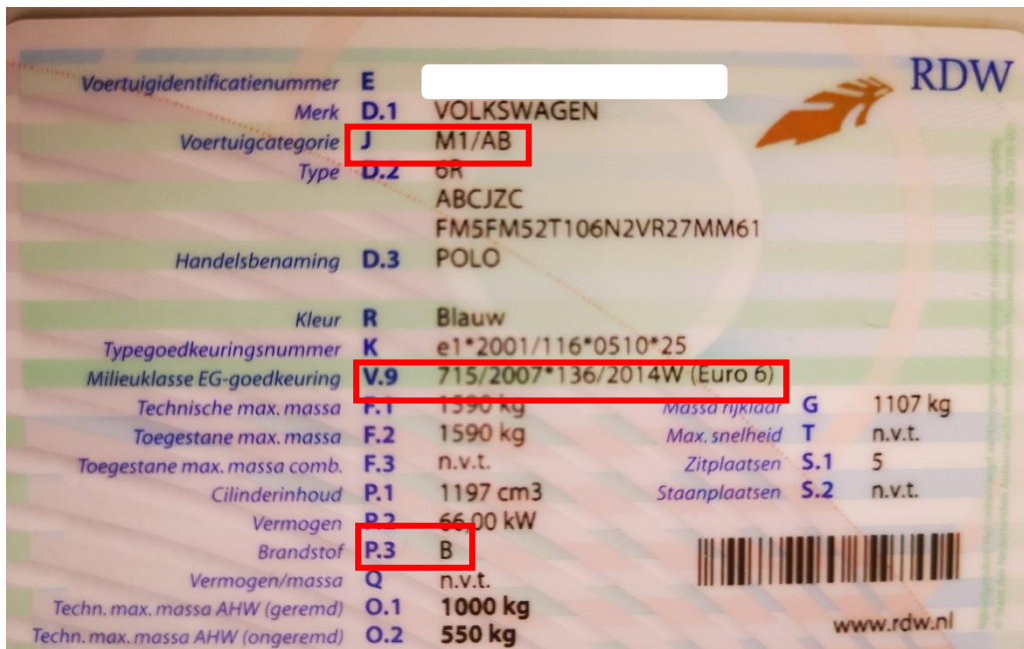 RDW
Voertuigidentificatienummer E
Merk D.1 VOLKSWAGEN
Voertuigcategorie J M1/AB
Type D.2 6R
ABCJZC
FM5FM52T106N2VR27MM61
Handelsbenaming D.3 POLO
Kleur R Blauw
Typegoedkeuringsnummer K e1*2001/116*0510*25
Milieuklasse EG-goedkeuring V.9 715/2007*136/2014W (Euro 6)
Technische max. massa F.1 1590 kg Massa rijklaar G 1107 kg
Toegestane max. massa F.2 1590 kg Max. snelheid T n.v.t.
Toegestane max. massa comb. F.3 n.v.t. Zitplaatsen S.1 5
Cilinderinhoud P.1 1197 cm3 Staanplaatsen S.2 n.v.t.
Vermogen P.2 66,00 kW
Brandstof P.3 B
Vermogen/massa Q n.v.t.
Techn. max. massa AHW (geremd) O.1 1000 kg
Techn. max. massa AHW (ongeremd) O.2 550 kg
www.rdw.nl